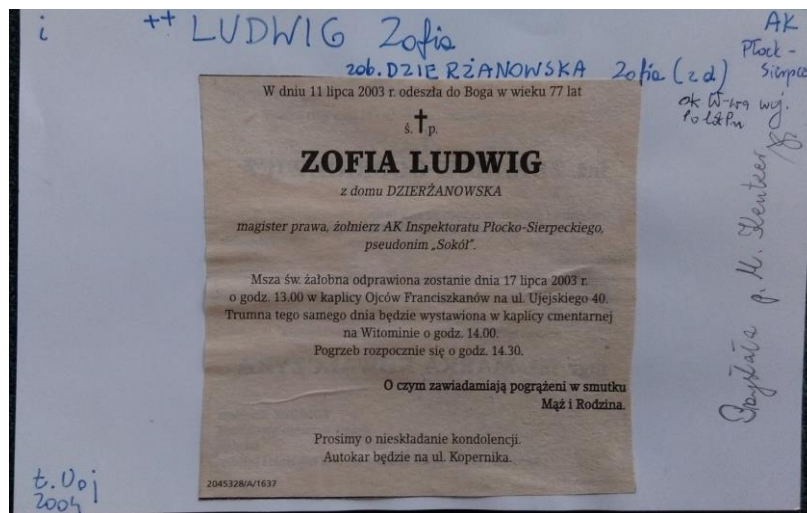 i ++ LUDWIG Zofia
zob. DZIERŻANOWSKA Zofia (z d)
AK
Płock-
Sierpce
ok W-wa woj.
W dniu 11 lipca 2003 r. odeszła do Boga w wieku 77 lat
ś. † p.
ZOFIA LUDWIG
z domu DZIERŻANOWSKA
magister prawa, żołnierz AK Inspektoratu Płocko-Sierpeckiego,
pseudonim „Sokół”.
Msza św. żałobna odprawiona zostanie dnia 17 lipca 2003 r.
o godz. 13.00 w kaplicy Ojców Franciszkanów na ul. Ujejskiego 40.
Trumna tego samego dnia będzie wystawiona w kaplicy cmentarnej
na Witominie o godz. 14.00.
Pogrzeb rozpocznie się o godz. 14.30.
O czym zawiadamiają pogrążeni w smutku
Mąż i Rodzina.
Prosimy o nieskładanie kondolencji.
Autokar będzie na ul. Kopernika.
2045328/A/1637
p. M.
2004